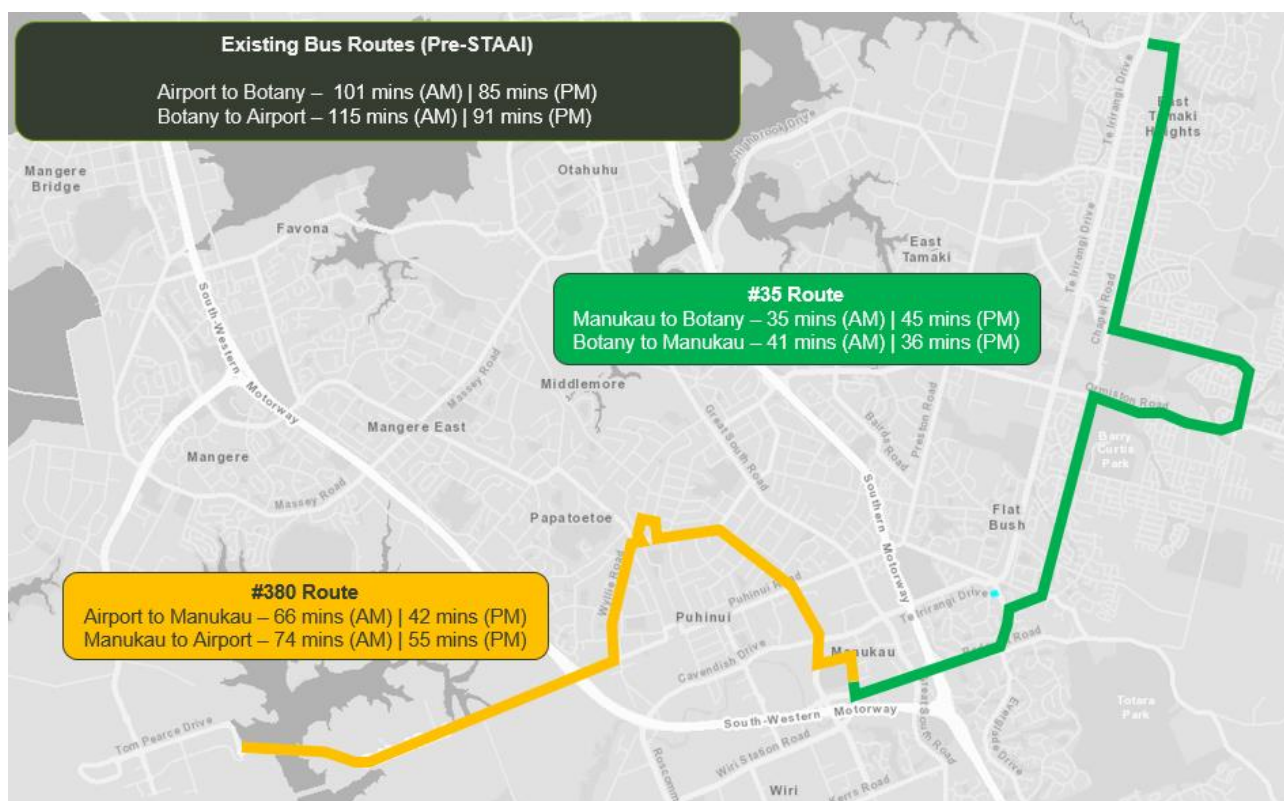 Existing Bus Routes (Pre-STAAI)
Airport to Botany – 101 mins (AM) | 85 mins (PM)
Botany to Airport – 115 mins (AM) | 91 mins (PM)
Mangere
Bridge
Otahuhu
Highbrook Drive
Te Irirangi Drive
East
Tamaki
Heights
Favona
East
Tamaki
Te Irirangi Drive
Chapel Road
South-Western Motorway
#35 Route
Manukau to Botany – 35 mins (AM) | 45 mins (PM)
Botany to Manukau – 41 mins (AM) | 36 mins (PM)
Massey Road
Middlemore
Mangere East
Great South Road
Bairds Road
Preston Road
Ormiston Road
Barry
Curtis
Park
Mangere
Massey Road
Papatoetoe
Southern Motorway
Flat
Bush
Wyllie Road
#380 Route
Airport to Manukau – 66 mins (AM) | 42 mins (PM)
Manukau to Airport – 74 mins (AM) | 55 mins (PM)
Puhinui Road
Puhinui
Te Irirangi Drive
Cavendish Drive
Manukau
Great South Road
Everglade
Totara
Park
Tom Pearce Drive
South-Western Motorway
Wiri Station Road
Roscomm
Kerrs Road
Wiri